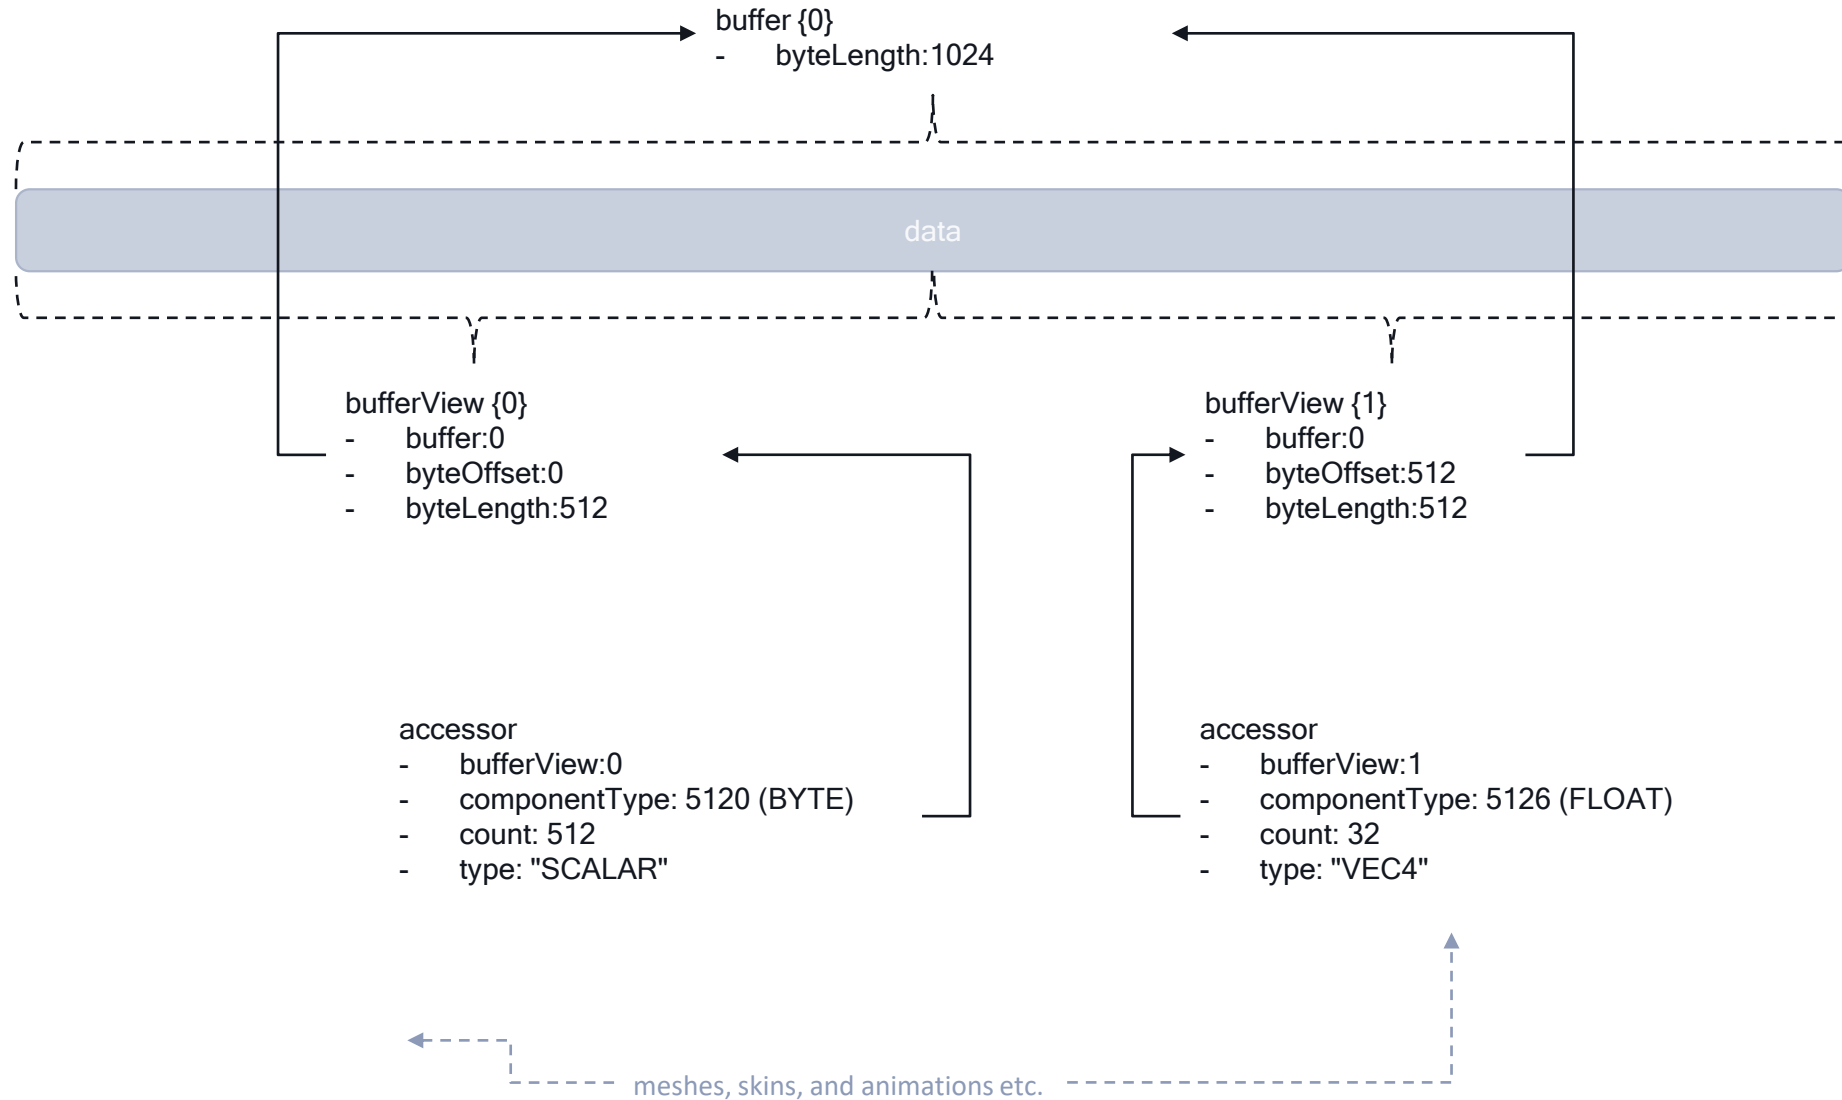 buffer {0}
- byteLength:1024
data
bufferView {0}
- buffer:0
- byteOffset:0
- byteLength:512
bufferView {1}
- buffer:0
- byteOffset:512
- byteLength:512
accessor
- bufferView:0
- componentType: 5120 (BYTE)
- count: 512
- type: "SCALAR"
accessor
- bufferView:1
- componentType: 5126 (FLOAT)
- count: 32
- type: "VEC4"
meshes, skins, and animations etc.